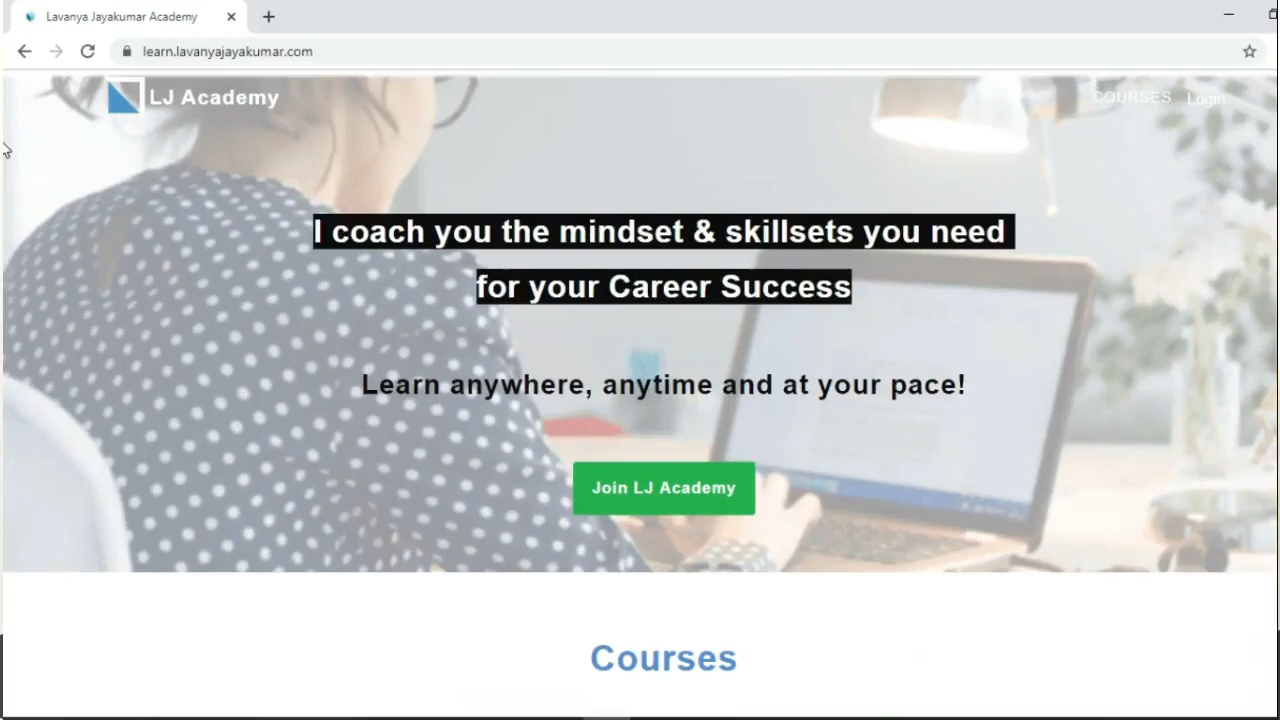 Lavanya Jayakumar Academy
learn.lavanyajayakumar.com
LJ Academy
COURSES Login
I coach you the mindset & skillsets you need
for your Career Success
Learn anywhere, anytime and at your pace!
Join LJ Academy
Courses